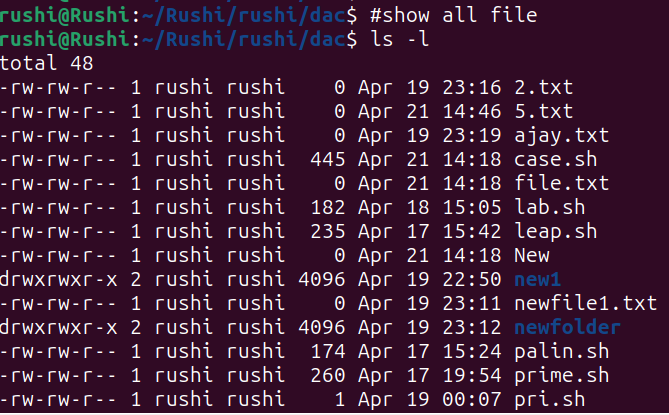 rushi@Rushi:~/Rushi/rushi/dac$ #show all file
rushi@Rushi:~/Rushi/rushi/dac$ ls -l
total 48
-rw-rw-r-- 1 rushi rushi    0 Apr 19 23:16 2.txt
-rw-rw-r-- 1 rushi rushi    0 Apr 21 14:46 5.txt
-rw-rw-r-- 1 rushi rushi    0 Apr 19 23:19 ajay.txt
-rw-rw-r-- 1 rushi rushi  445 Apr 21 14:18 case.sh
-rw-rw-r-- 1 rushi rushi    0 Apr 21 14:18 file.txt
-rw-rw-r-- 1 rushi rushi  182 Apr 18 15:05 lab.sh
-rw-rw-r-- 1 rushi rushi  235 Apr 17 15:42 leap.sh
-rw-rw-r-- 1 rushi rushi    0 Apr 21 14:18 New
drwxrwxr-x 2 rushi rushi 4096 Apr 19 22:50 new1
-rw-rw-r-- 1 rushi rushi    0 Apr 19 23:11 newfile1.txt
drwxrwxr-x 2 rushi rushi 4096 Apr 19 23:12 newfolder
-rw-rw-r-- 1 rushi rushi  174 Apr 17 15:24 palin.sh
-rw-rw-r-- 1 rushi rushi  260 Apr 17 19:54 prime.sh
-rw-rw-r-- 1 rushi rushi    1 Apr 19 00:07 pri.sh